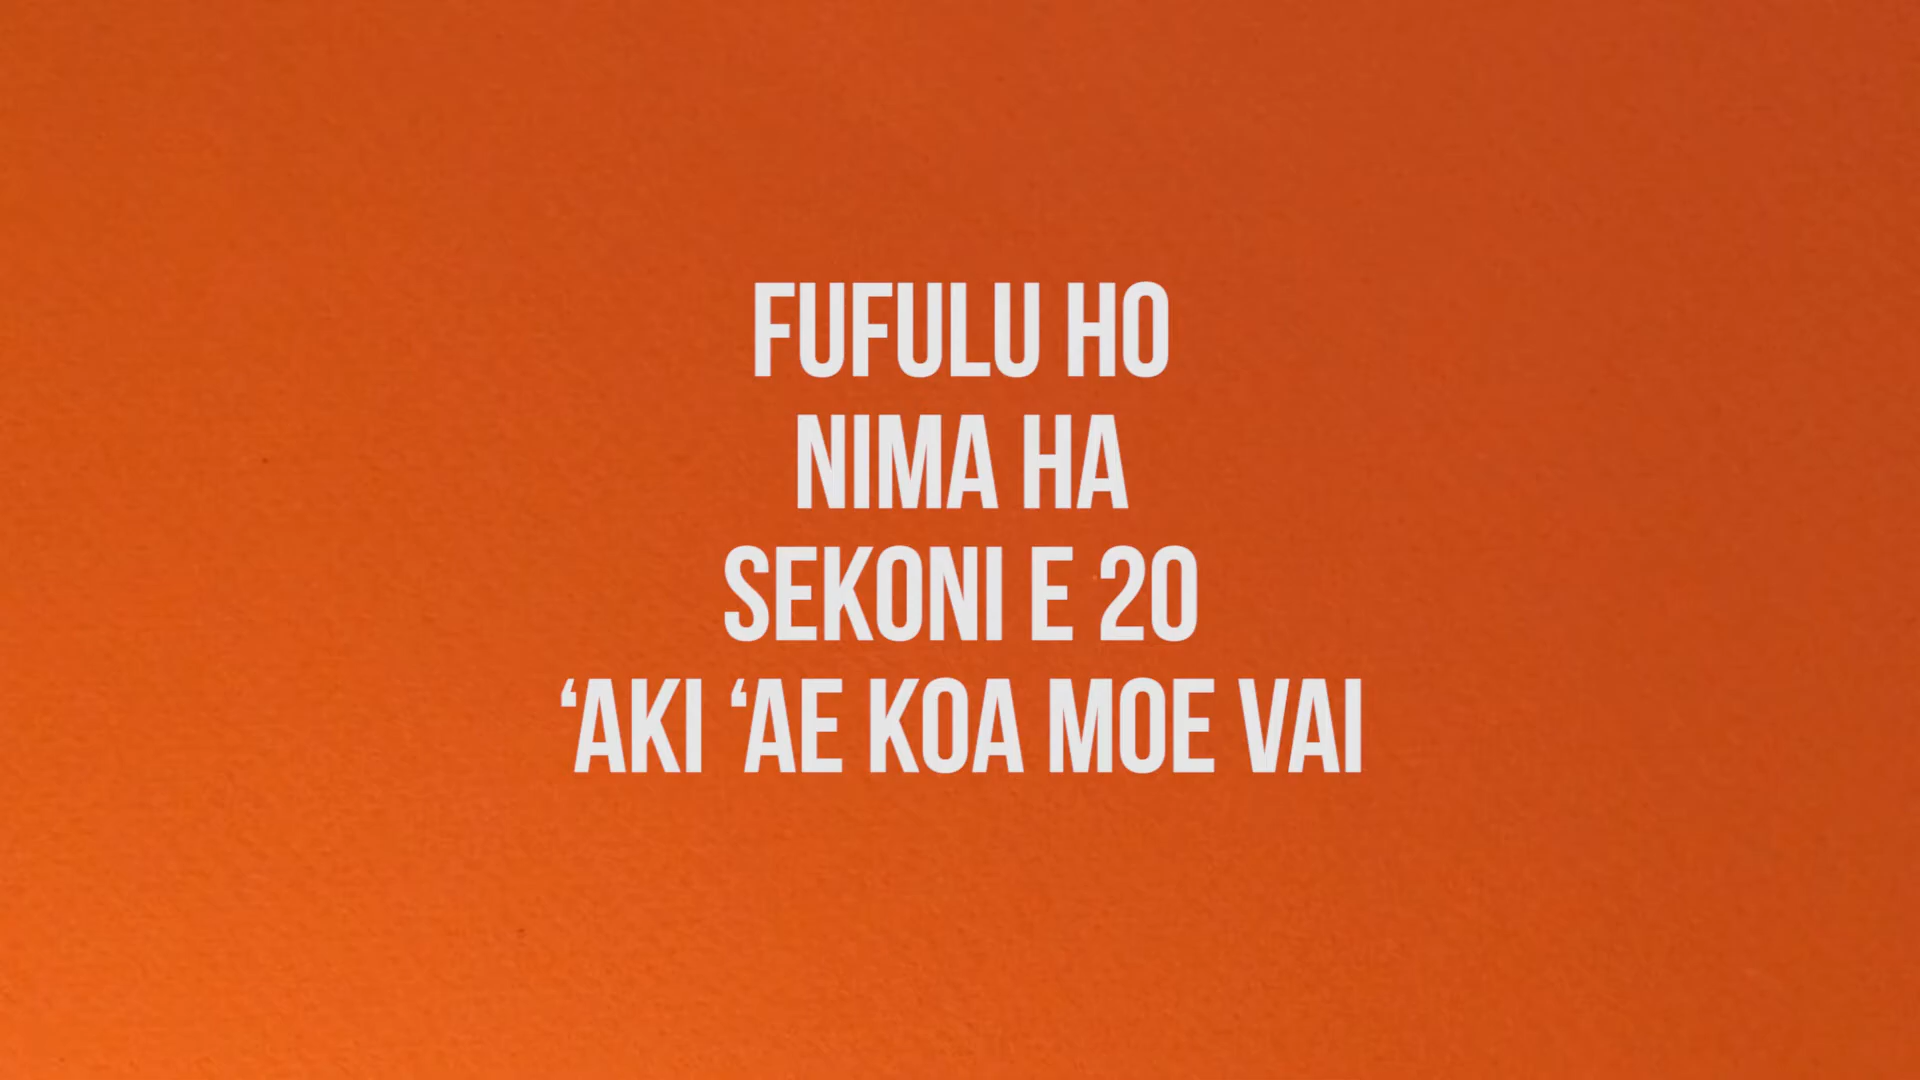 FUFULU HO
NIMA HA
SEKONI E 20
‘AKI ‘AE KOA MOE VAI